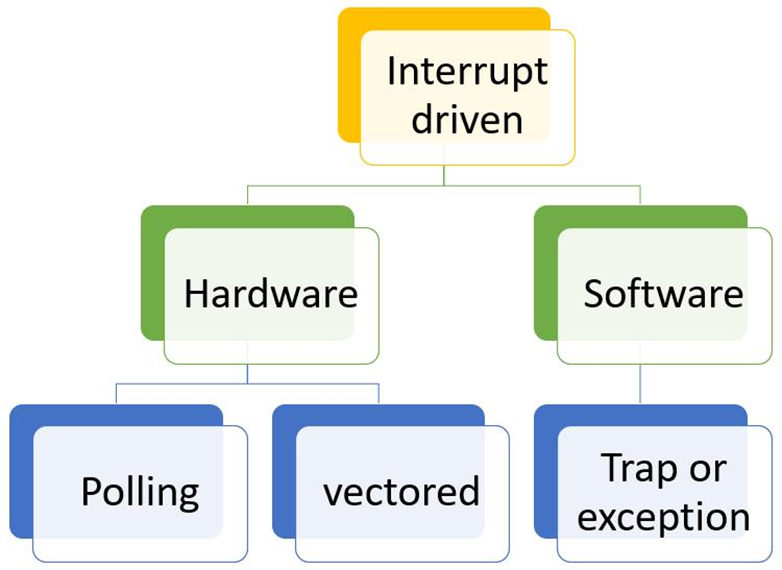 Interrupt
driven
Hardware
Software
Polling
vectored
Trap or
exception